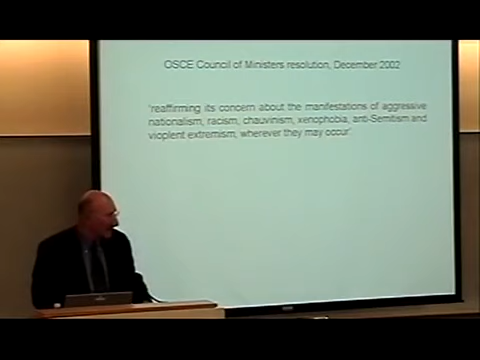 OSCE Council of Ministers resolution, December 2002
'reaffirming its concern about the manifestations of aggressive
nationalism, racism, chauvinism, xenophobia, anti-Semitism and
vioplent extremism, wherever they may occur'